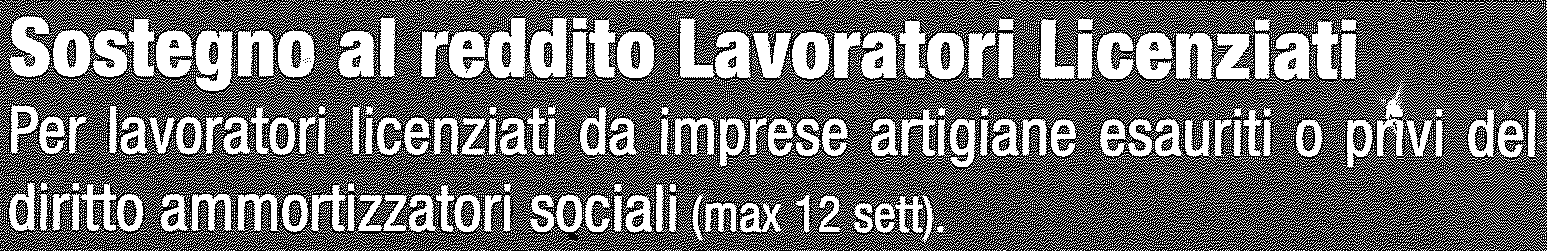 Sostegno al reddito Lavoratori Licenziati
Per lavoratori licenziati da imprese artigiane esauriti o privi del
diritto ammortizzatori sociali (max 12 sett).